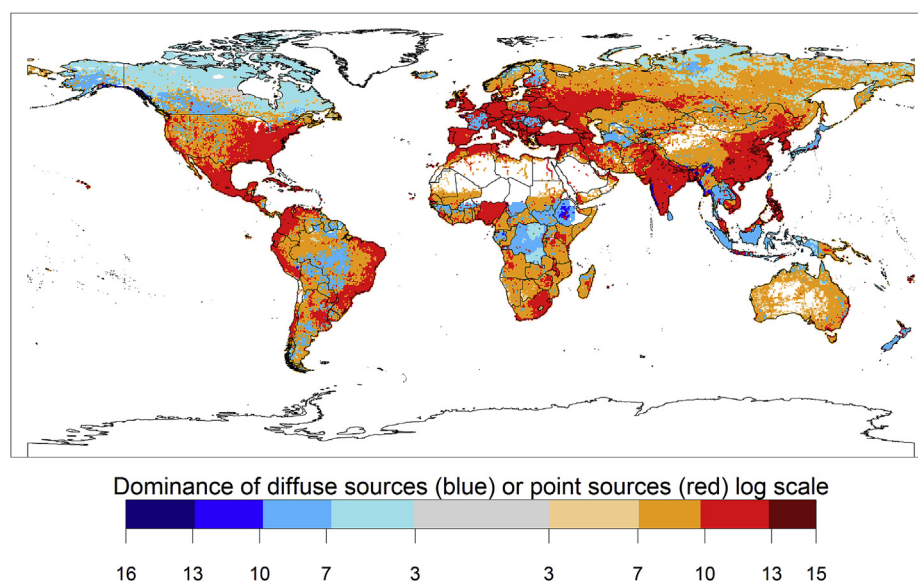 Dominance of diffuse sources (blue) or point sources (red) log scale
16 13 10 7 3 3 7 10 13 15